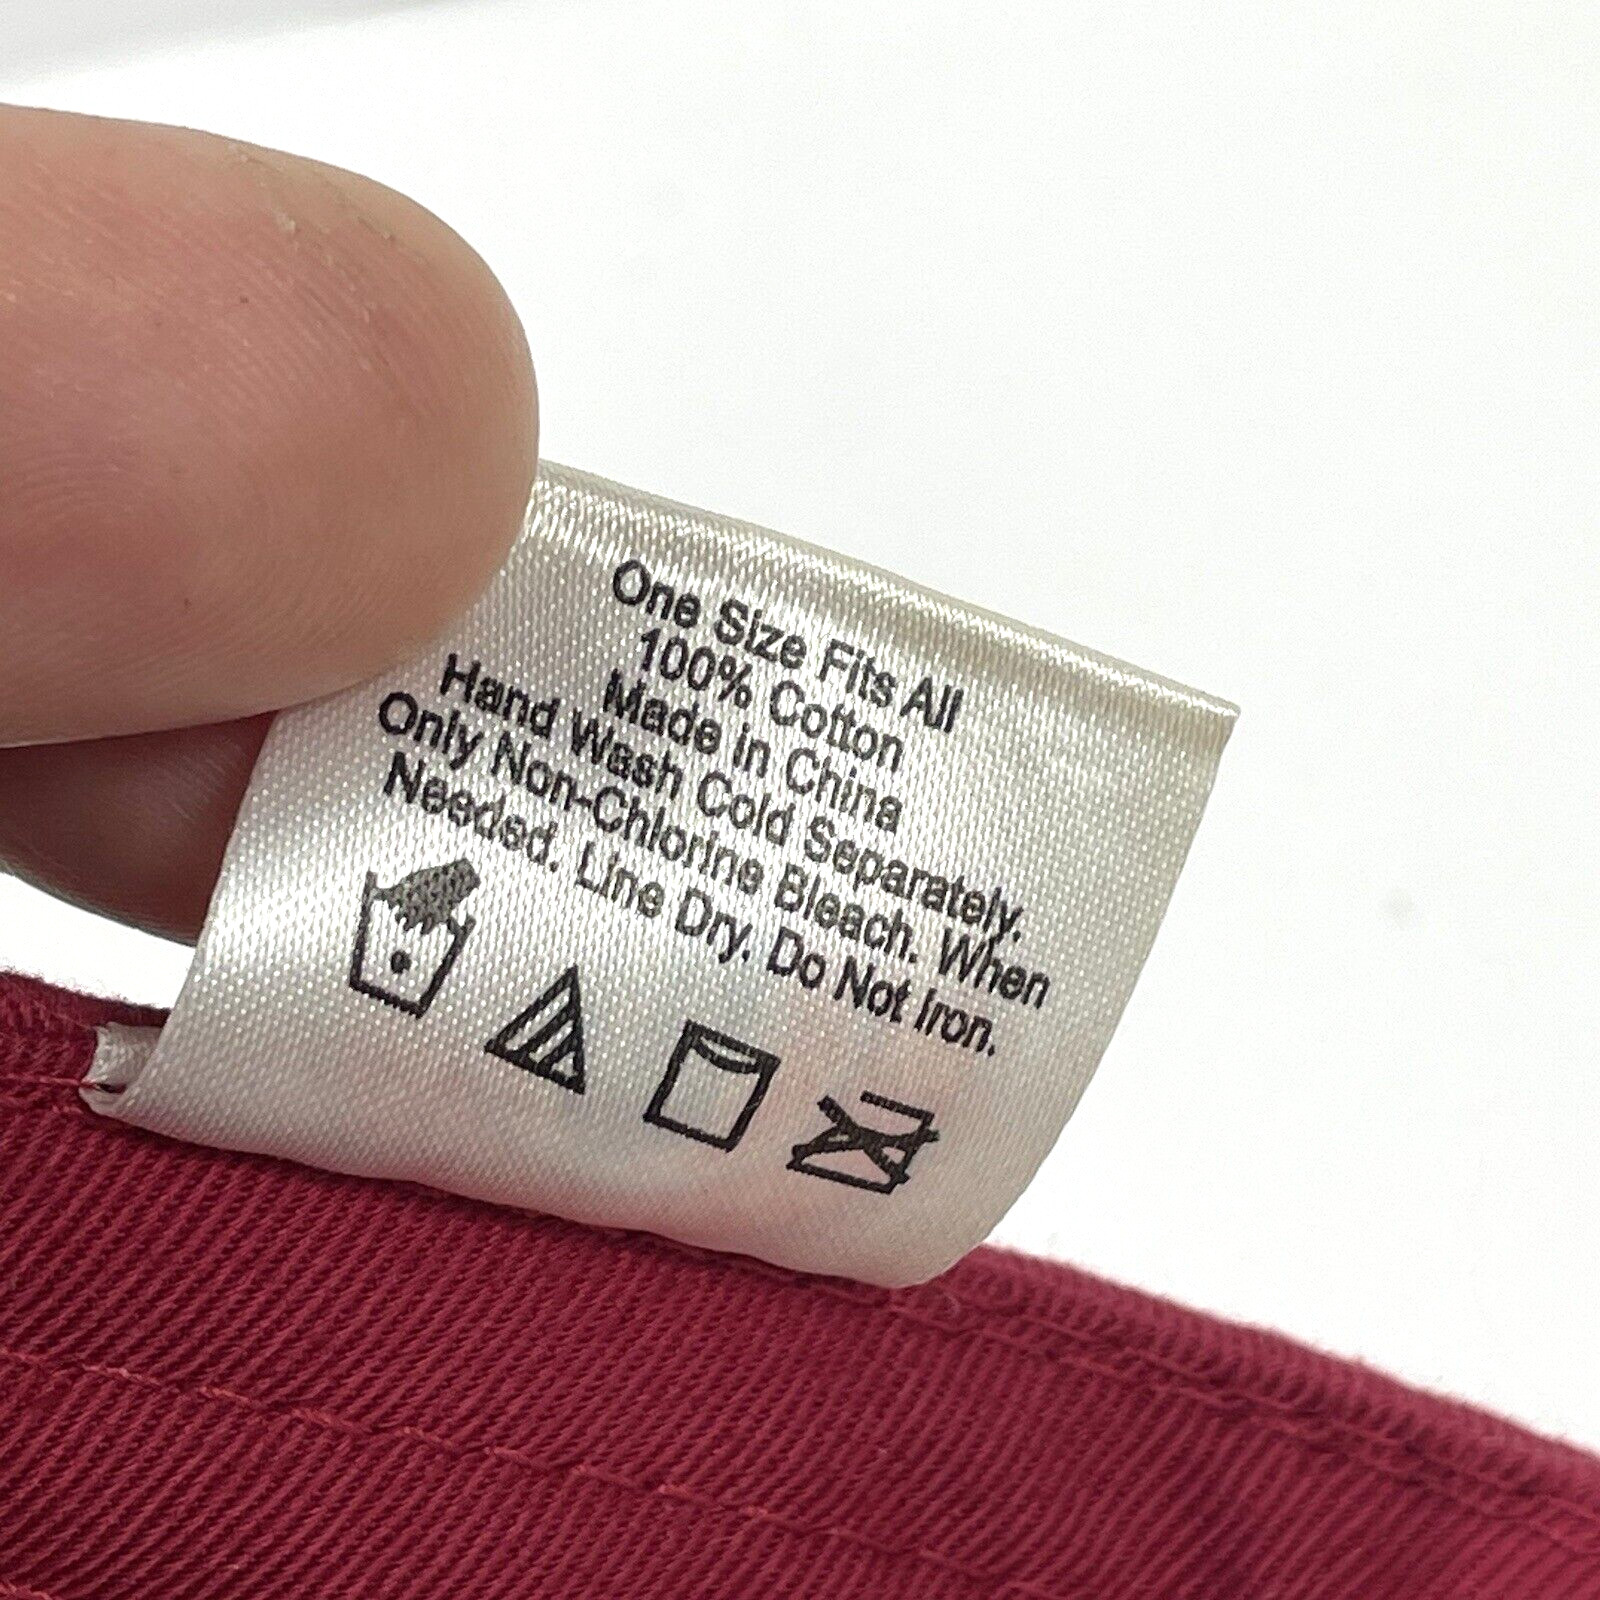 One Size Fits All
100% Cotton
Made in China
Hand Wash Cold Separately.
Only Non-Chlorine Bleach. When
Needed. Line Dry. Do Not Iron.